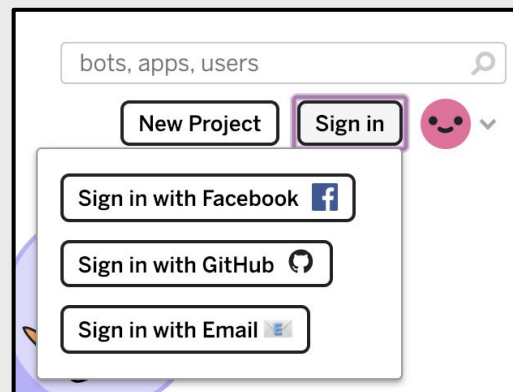 bots, apps, users
New Project Sign in
Sign in with Facebook
Sign in with GitHub
Sign in with Email